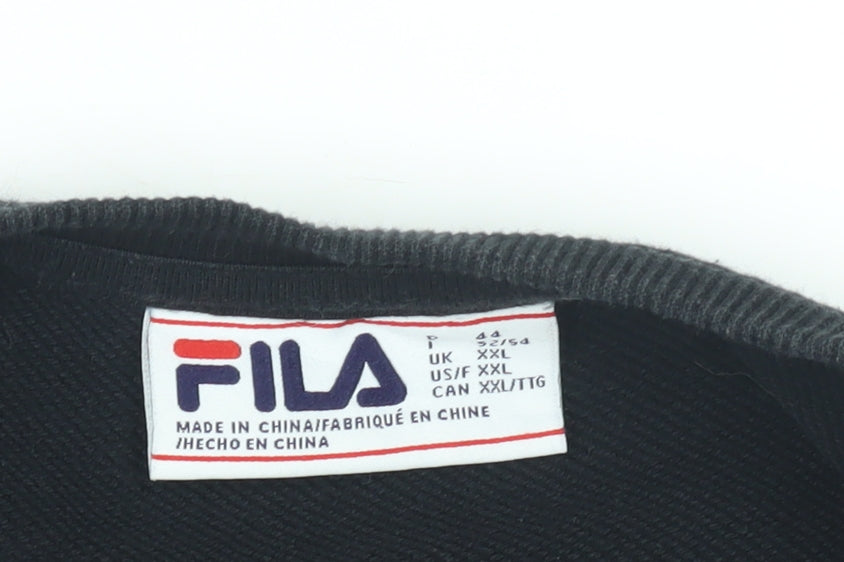 FILA
44
I 52/54
UK XXL
US/F XXL
CAN XXL/TTG
MADE IN CHINA/FABRIQUÉ EN CHINE
/HECHO EN CHINA